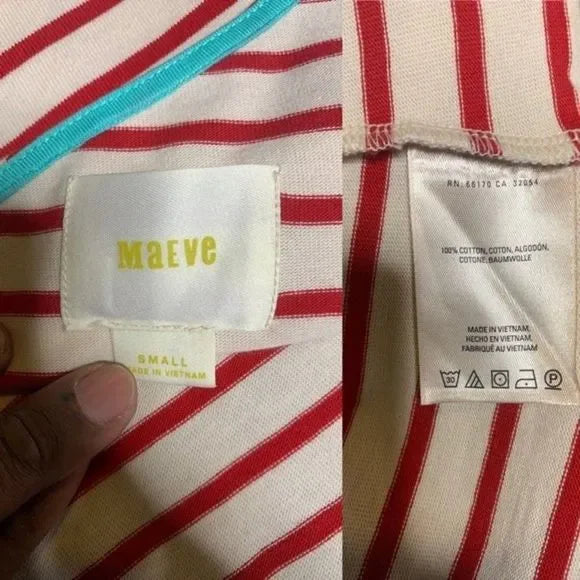 MaEve
SMALL
MADE IN VIETNAM
RN: 66170 CA: 32054
100% COTTON, COTON, ALGODÓN,
COTONE, BAUMWOLLE
MADE IN VIETNAM,
HECHO EN VIETNAM,
FABRIQUÉ AU VIETNAM
30
P